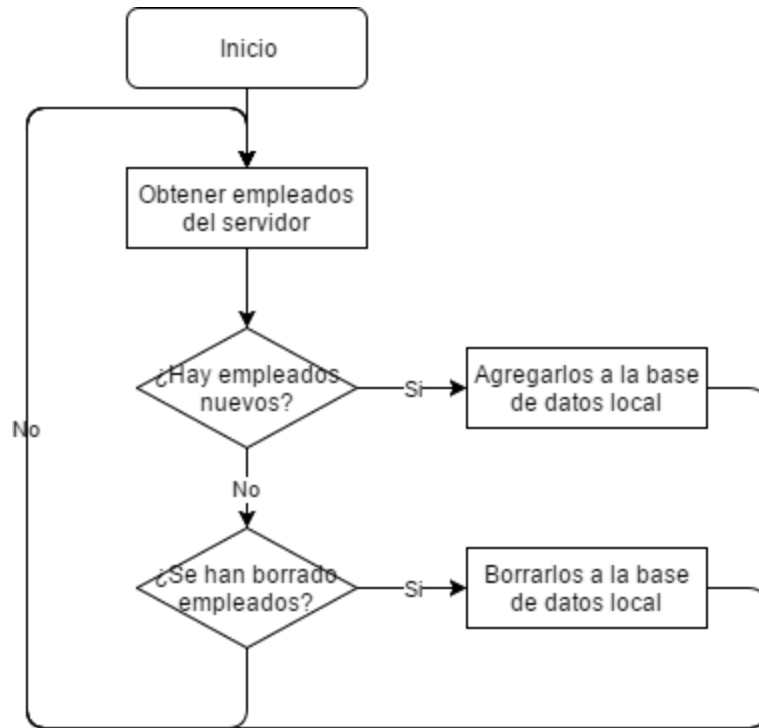 Inicio
Obtener empleados
del servidor
¿Hay empleados
nuevos?
Si
Agregarlos a la base
de datos local
No
No
¿Se han borrado
empleados?
Si
Borrarlos a la base
de datos local